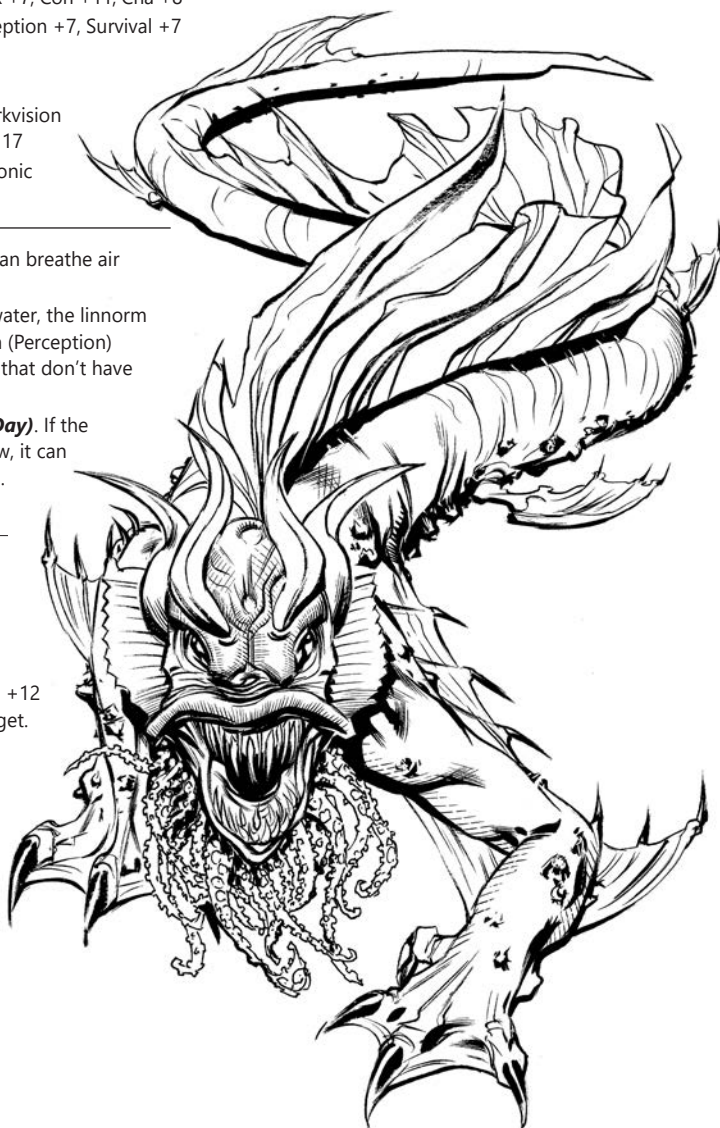 +7, Con +11, Cha +8
eption +7, Survival +7
rkvision
17
onic
an breathe air
water, the linnorm
(Perception)
that don't have
Day). If the
w, it can
.
+12
get.